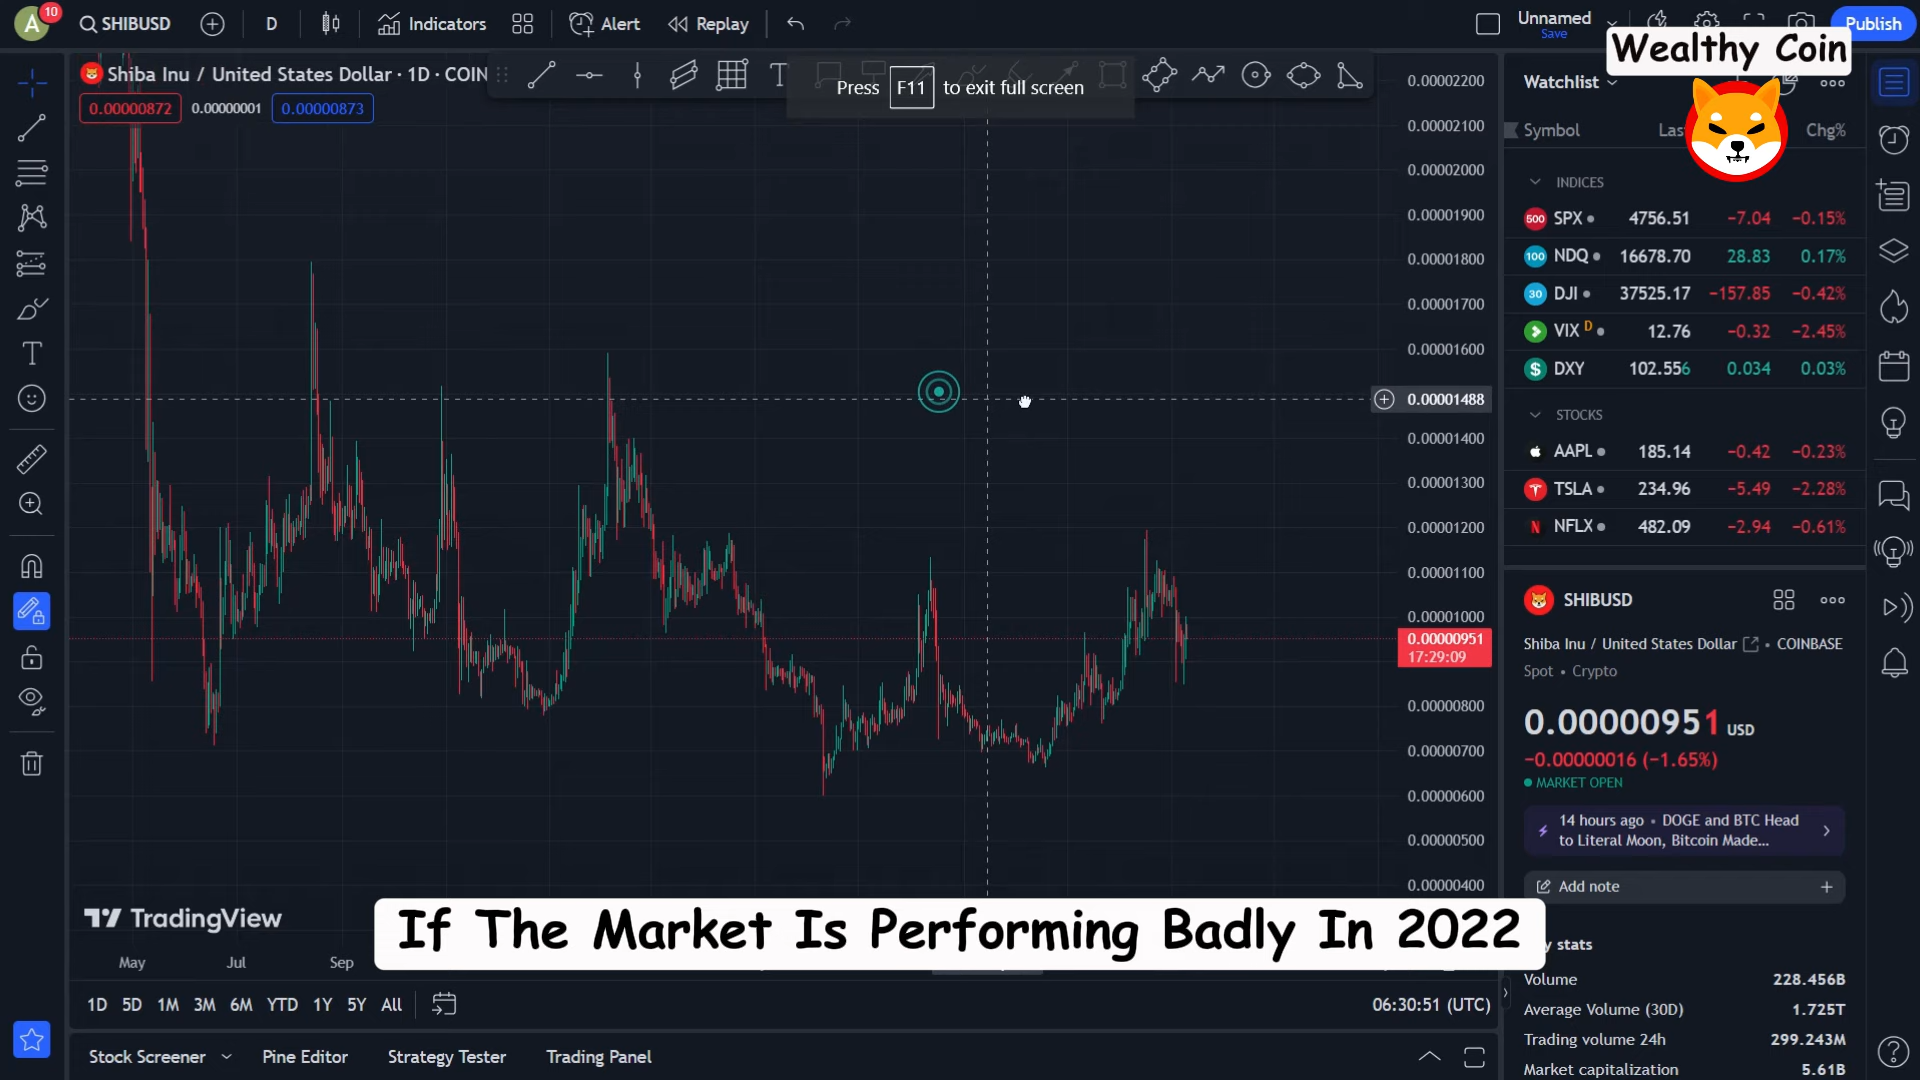 A
10
SHIBUSD
D
Indicators
Alert
Replay
Unnamed
Save
Publish
Wealthy Coin
Shiba Inu / United States Dollar · 1D · COIN
0.00000872
0.00000001
0.00000873
T
Press F11 to exit full screen
0.00002200
0.00002100
0.00002000
0.00001900
0.00001800
0.00001700
0.00001600
0.00001488
0.00001400
0.00001300
0.00001200
0.00001100
0.00001000
0.00000951
17:29:09
0.00000800
0.00000700
0.00000600
0.00000500
0.00000400
Watchlist
Symbol Las Chg%
INDICES
500 SPX 4756.51 −7.04 −0.15%
100 NDQ 16678.70 28.83 0.17%
30 DJI 37525.17 −157.85 −0.42%
VIX D 12.76 −0.32 −2.45%
$ DXY 102.556 0.034 0.03%
STOCKS
AAPL 185.14 −0.42 −0.23%
TSLA 234.96 −5.49 −2.28%
N NFLX 482.09 −2.94 −0.61%
SHIBUSD
Shiba Inu / United States Dollar • COINBASE
Spot • Crypto
0.00000951 USD
−0.00000016 (−1.65%)
MARKET OPEN
14 hours ago • DOGE and BTC Head
to Literal Moon, Bitcoin Made...
Add note
y stats
Volume 228.456B
Average Volume (30D) 1.725T
Trading volume 24h 299.243M
Market capitalization 5.61B
TradingView
If The Market Is Performing Badly In 2022
May Jul Sep
1D 5D 1M 3M 6M YTD 1Y 5Y All
06:30:51 (UTC)
Stock Screener Pine Editor Strategy Tester Trading Panel